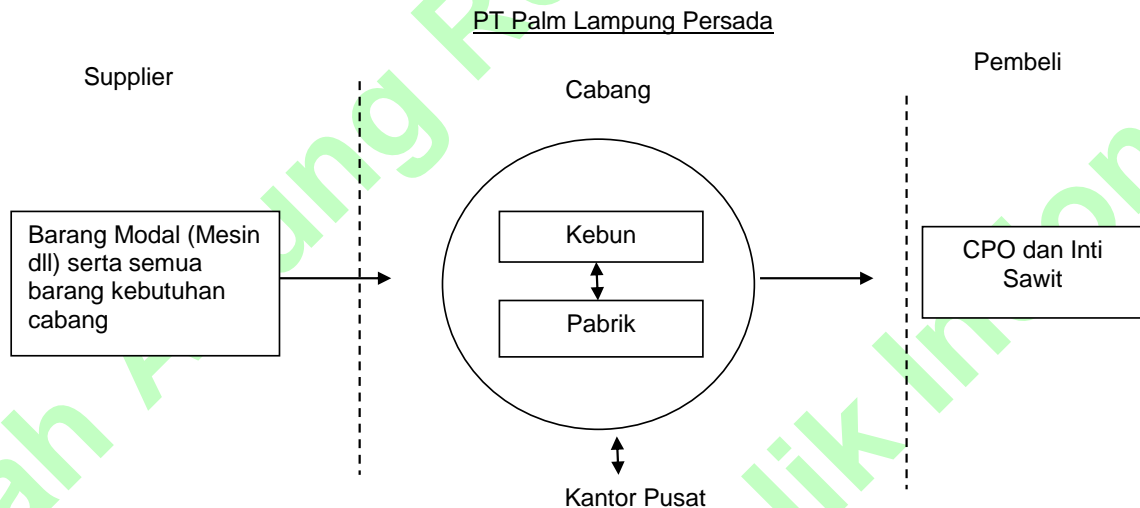 PT Palm Lampung Persada
Supplier
Cabang
Pembeli
Barang Modal (Mesin
dll) serta semua
barang kebutuhan
cabang
Kebun
Pabrik
CPO dan Inti
Sawit
Kantor Pusat